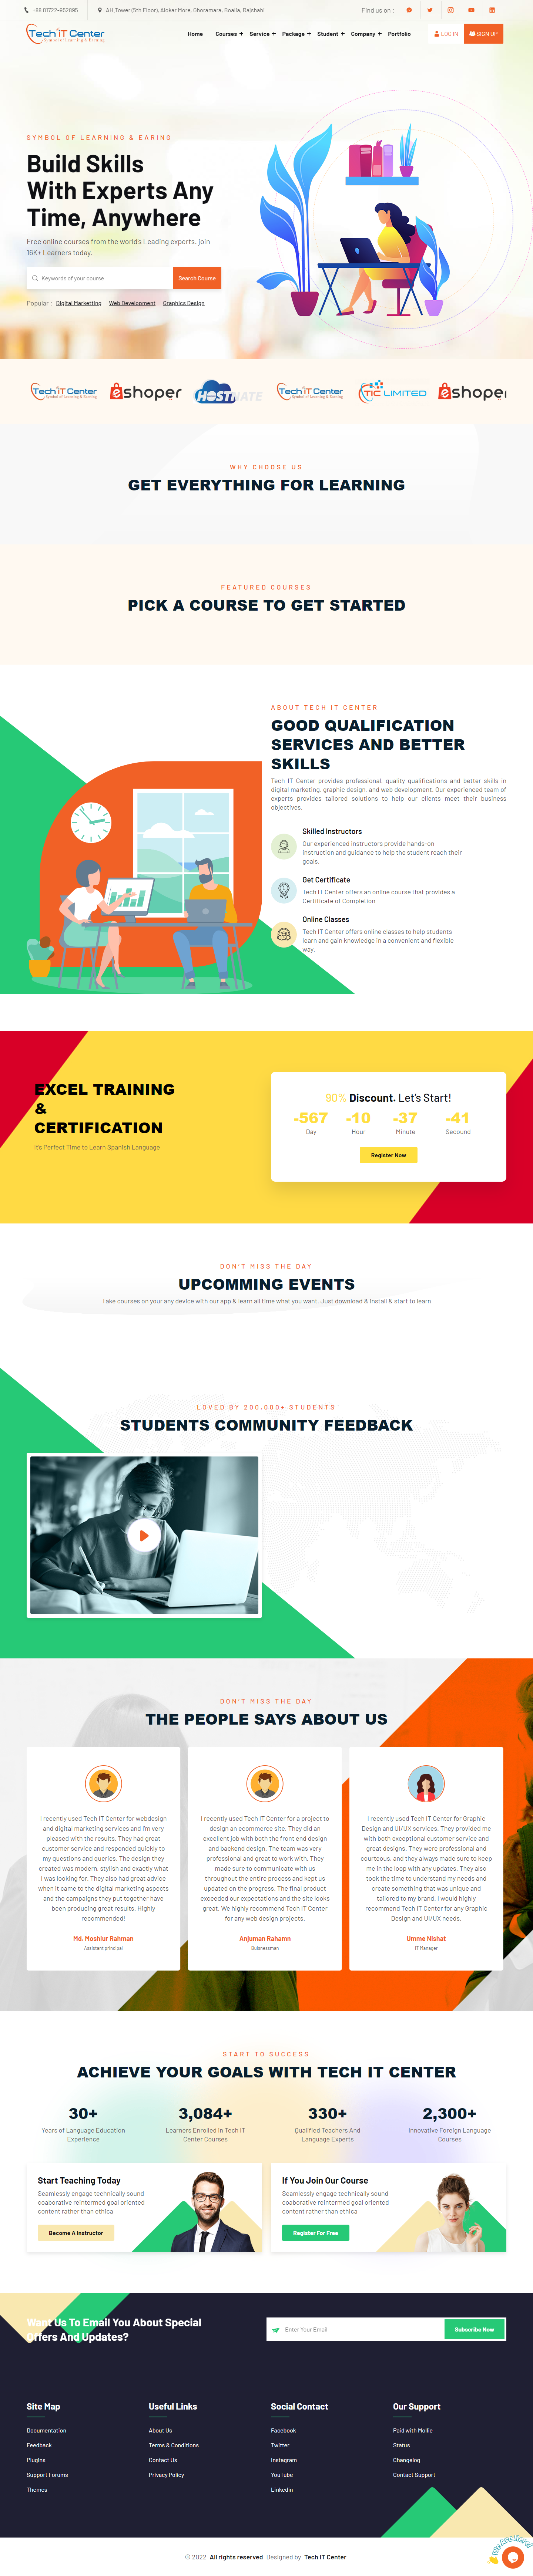 +88 01722-952895
AH.Tower (5th Floor), Alokar More, Ghoramara, Boalia, Rajshahi
Find us on :
Tech IT Center
Symbol of Learning & Earning
Home
Courses +
Service +
Package +
Student +
Company +
Portfolio
LOG IN
SIGN UP
SYMBOL OF LEARNING & EARING
Build Skills
With Experts Any
Time, Anywhere
Free online courses from the world's Leading experts. join
16K+ Learners today.
Keywords of your course
Search Course
Popular :
Digital Marketting
Web Development
Graphics Design
Tech IT Center
Symbol of Learning & Earning
eshoper
HOSTNATE
Tech IT Center
Symbol of Learning & Earning
TIC LIMITED
eshoper
WHY CHOOSE US
GET EVERYTHING FOR LEARNING
FEATURED COURSES
PICK A COURSE TO GET STARTED
ABOUT TECH IT CENTER
GOOD QUALIFICATION
SERVICES AND BETTER
SKILLS
Tech IT Center provides professional, quality qualifications and better skills in
digital marketing, graphic design, and web development. Our experienced team of
experts provides tailored solutions to help our clients meet their business
objectives.
Skilled Instructors
Our experienced instructors provide hands-on
instruction and guidance to help the student reach their
goals.
Get Certificate
Tech IT Center offers an online course that provides a
Certificate of Completion
Online Classes
Tech IT Center offers online classes to help students
learn and gain knowledge in a convenient and flexible
way.
EXCEL TRAINING
&
CERTIFICATION
It's Perfect Time to Learn Spanish Language
90% Discount. Let's Start!
-567
-10
-37
-41
Day
Hour
Minute
Secound
Register Now
DON'T MISS THE DAY
UPCOMMING EVENTS
Take courses on your any device with our app & learn all time what you want. Just download & install & start to learn
LOVED BY 200,000+ STUDENTS
STUDENTS COMMUNITY FEEDBACK
DON'T MISS THE DAY
THE PEOPLE SAYS ABOUT US
I recently used Tech IT Center for webdesign
and digital marketing services and I'm very
pleased with the results. They had great
customer service and responded quickly to
my questions and queries. The design they
created was modern, stylish and exactly what
I was looking for. They also had great advice
when it came to the digital marketing aspects
and the campaigns they put together have
been producing great results. Highly
recommended!
Md. Moshiur Rahman
Assistant principal
I recently used Tech IT Center for a project to
design an ecommerce site. They did an
excellent job with both the front end design
and backend design. The team was very
professional and great to work with. They
made sure to communicate with us
throughout the entire process and kept us
updated on the progress. The final product
exceeded our expectations and the site looks
great. We highly recommend Tech IT Center
for any web design projects.
Anjuman Rahamn
Buisnessman
I recently used Tech IT Center for Graphic
Design and UI/UX services. They provided me
with both exceptional customer service and
great designs. They were professional and
courteous, and they always made sure to keep
me in the loop with any updates. They also
took the time to understand my needs and
create something that was unique and
tailored to my brand. I would highly
recommend Tech IT Center for any Graphic
Design and UI/UX needs.
Umme Nishat
IT Manager
START TO SUCCESS
ACHIEVE YOUR GOALS WITH TECH IT CENTER
30+
Years of Language Education
Experience
3,084+
Learners Enrolled in Tech IT
Center Courses
330+
Qualified Teachers And
Language Experts
2,300+
Innovative Foreign Language
Courses
Start Teaching Today
Seamlessly engage technically sound
coaborative reintermed goal oriented
content rather than ethica
Become A Instructor
If You Join Our Course
Seamlessly engage technically sound
coaborative reintermed goal oriented
content rather than ethica
Register For Free
Want Us To Email You About Special
Offers And Updates?
Enter Your Email
Subscribe Now
Site Map
Documentation
Feedback
Plugins
Support Forums
Themes
Useful Links
About Us
Terms & Conditions
Contact Us
Privacy Policy
Social Contact
Facebook
Twitter
Instagram
YouTube
Linkedin
Our Support
Paid with Mollie
Status
Changelog
Contact Support
© 2022 All rights reserved Designed by Tech IT Center
We Are Here!